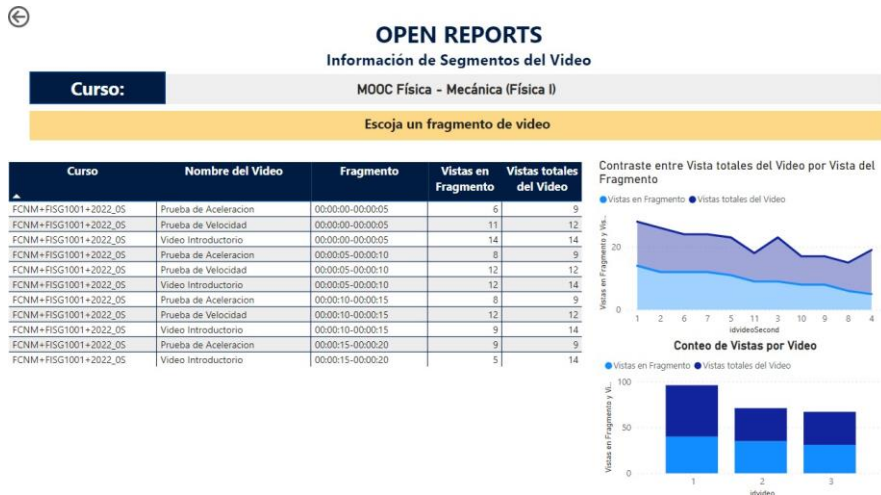 OPEN REPORTS
Información de Segmentos del Video
Curso:
MOOC Física - Mecánica (Física I)
Escoja un fragmento de video
Curso Nombre del Video Fragmento Vistas en Fragmento Vistas totales del Video
FCNM+FISG1001+2022_0S Prueba de Aceleracion 00:00:00-00:00:05 6 9
FCNM+FISG1001+2022_0S Prueba de Velocidad 00:00:00-00:00:05 11 12
FCNM+FISG1001+2022_0S Video Introductorio 00:00:00-00:00:05 14 14
FCNM+FISG1001+2022_0S Prueba de Aceleracion 00:00:05-00:00:10 8 9
FCNM+FISG1001+2022_0S Prueba de Velocidad 00:00:05-00:00:10 12 12
FCNM+FISG1001+2022_0S Video Introductorio 00:00:05-00:00:10 12 14
FCNM+FISG1001+2022_0S Prueba de Aceleracion 00:00:10-00:00:15 8 9
FCNM+FISG1001+2022_0S Prueba de Velocidad 00:00:10-00:00:15 12 12
FCNM+FISG1001+2022_0S Video Introductorio 00:00:10-00:00:15 9 14
FCNM+FISG1001+2022_0S Prueba de Aceleracion 00:00:15-00:00:20 9 9
FCNM+FISG1001+2022_0S Video Introductorio 00:00:15-00:00:20 5 14
Contraste entre Vista totales del Video por Vista del
Fragmento
Vistas en Fragmento Vistas totales del Video
Vistas en Fragmento y Vis...
20
0
1 2 6 7 5 11 3 10 9 8 4
idvideoSecond
Conteo de Vistas por Video
Vistas en Fragmento Vistas totales del Video
Vistas en Fragmento y Vi...
100
50
0
1 2 3
idvideo